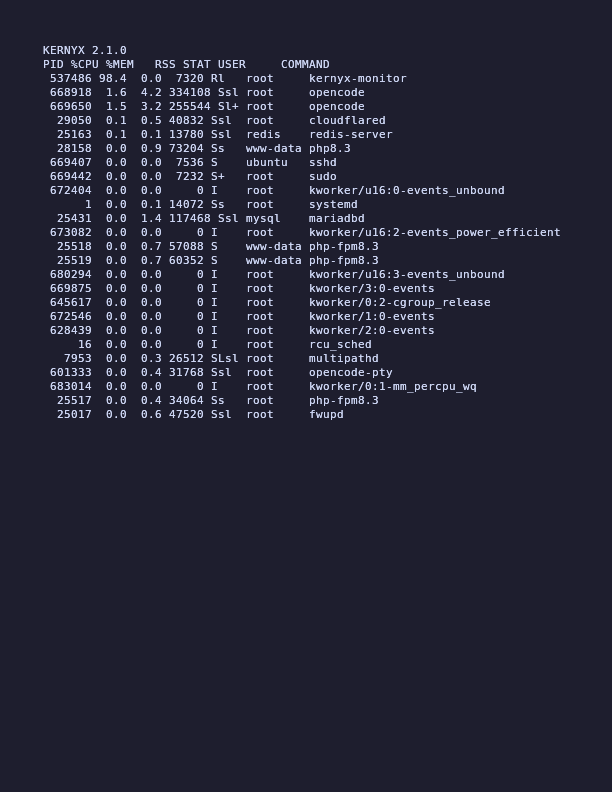 KERNYX 2.1.0
PID %CPU %MEM   RSS STAT USER     COMMAND
 537486 98.4  0.0  7320 Rl   root     kernyx-monitor
 668918  1.6  4.2 334108 Ssl root     opencode
 669650  1.5  3.2 255544 Sl+ root     opencode
  29050  0.1  0.5 40832 Ssl  root     cloudflared
  25163  0.1  0.1 13780 Ssl  redis    redis-server
  28158  0.0  0.9 73204 Ss   www-data php8.3
 669407  0.0  0.0  7536 S    ubuntu   sshd
 669442  0.0  0.0  7232 S+   root     sudo
 672404  0.0  0.0     0 I    root     kworker/u16:0-events_unbound
      1  0.0  0.1 14072 Ss   root     systemd
  25431  0.0  1.4 117468 Ssl mysql    mariadbd
 673082  0.0  0.0     0 I    root     kworker/u16:2-events_power_efficient
  25518  0.0  0.7 57088 S    www-data php-fpm8.3
  25519  0.0  0.7 60352 S    www-data php-fpm8.3
 680294  0.0  0.0     0 I    root     kworker/u16:3-events_unbound
 669875  0.0  0.0     0 I    root     kworker/3:0-events
 645617  0.0  0.0     0 I    root     kworker/0:2-cgroup_release
 672546  0.0  0.0     0 I    root     kworker/1:0-events
 628439  0.0  0.0     0 I    root     kworker/2:0-events
     16  0.0  0.0     0 I    root     rcu_sched
   7953  0.0  0.3 26512 SLsl root     multipathd
 601333  0.0  0.4 31768 Ssl  root     opencode-pty
 683014  0.0  0.0     0 I    root     kworker/0:1-mm_percpu_wq
  25517  0.0  0.4 34064 Ss   root     php-fpm8.3
  25017  0.0  0.6 47520 Ssl  root     fwupd